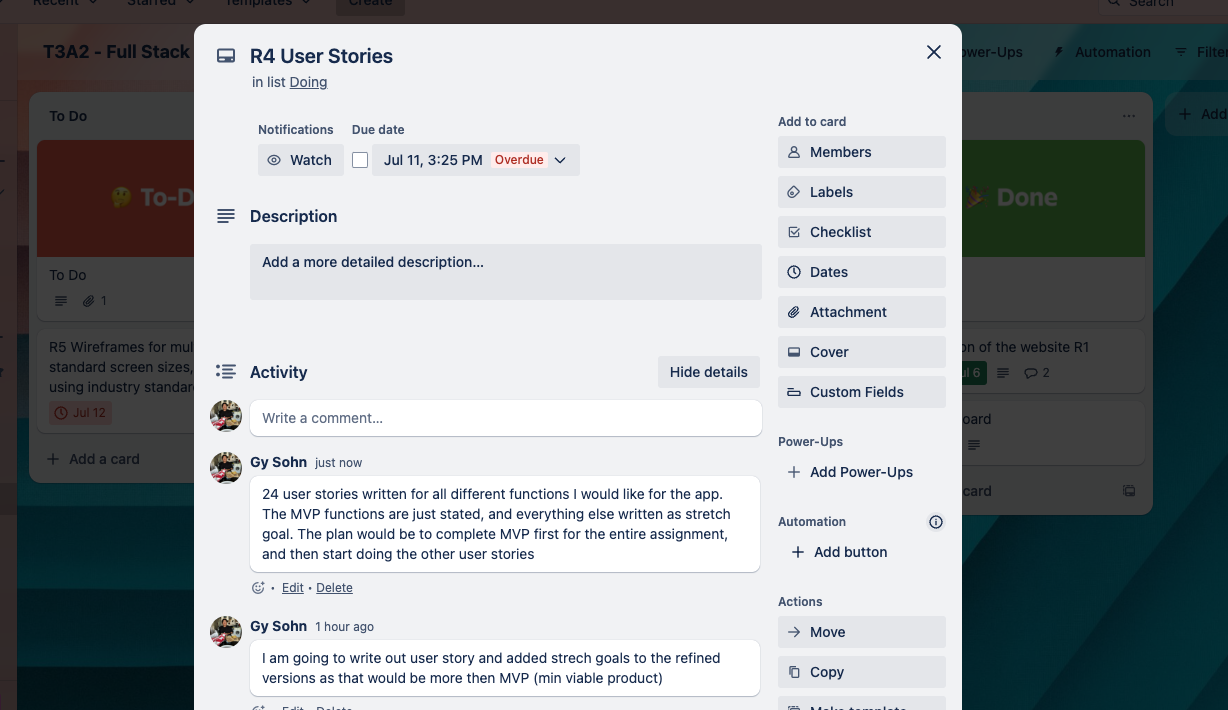 Recent
Starred
Templates
Create
Search
T3A2 - Full Stack
Power-Ups
Automation
Filte
R4 User Stories
in list Doing
Notifications
Due date
Watch
Jul 11, 3:25 PM Overdue
Description
Add a more detailed description...
Activity
Hide details
Write a comment...
Gy Sohn just now
24 user stories written for all different functions I would like for the app.
The MVP functions are just stated, and everything else written as stretch
goal. The plan would be to complete MVP first for the entire assignment,
and then start doing the other user stories
• Edit • Delete
Gy Sohn 1 hour ago
I am going to write out user story and added strech goals to the refined
versions as that would be more then MVP (min viable product)
Edit Delete
Add to card
Members
Labels
Checklist
Dates
Attachment
Cover
Custom Fields
Power-Ups
Add Power-Ups
Automation
Add button
Actions
Move
Copy
Make template
To Do
To-D
To Do
1
R5 Wireframes for mul
standard screen sizes,
using industry standar
Jul 12
Add a card
Done
on of the website R1
ul 6
2
oard
card
Add